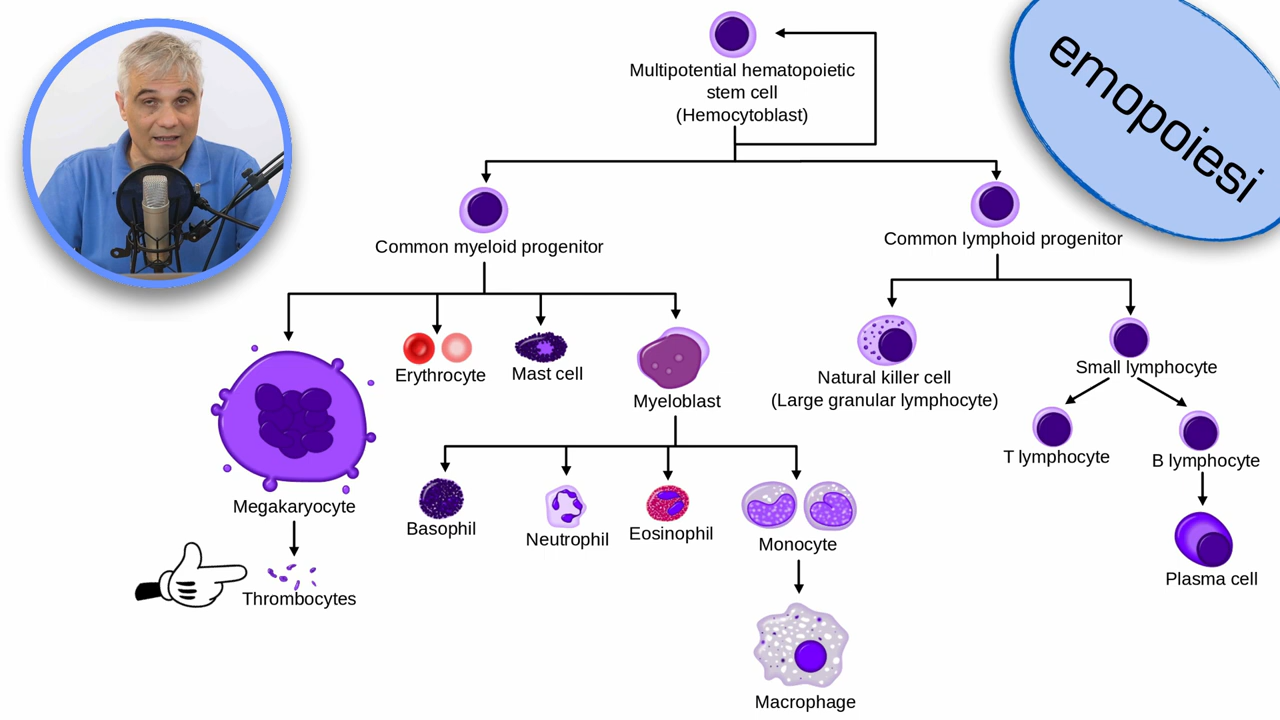 emopoiesi
Multipotential hematopoietic
stem cell
(Hemocytoblast)
Common myeloid progenitor
Common lymphoid progenitor
Erythrocyte
Mast cell
Myeloblast
Natural killer cell
(Large granular lymphocyte)
Small lymphocyte
T lymphocyte
B lymphocyte
Megakaryocyte
Basophil
Neutrophil
Eosinophil
Monocyte
Plasma cell
Thrombocytes
Macrophage